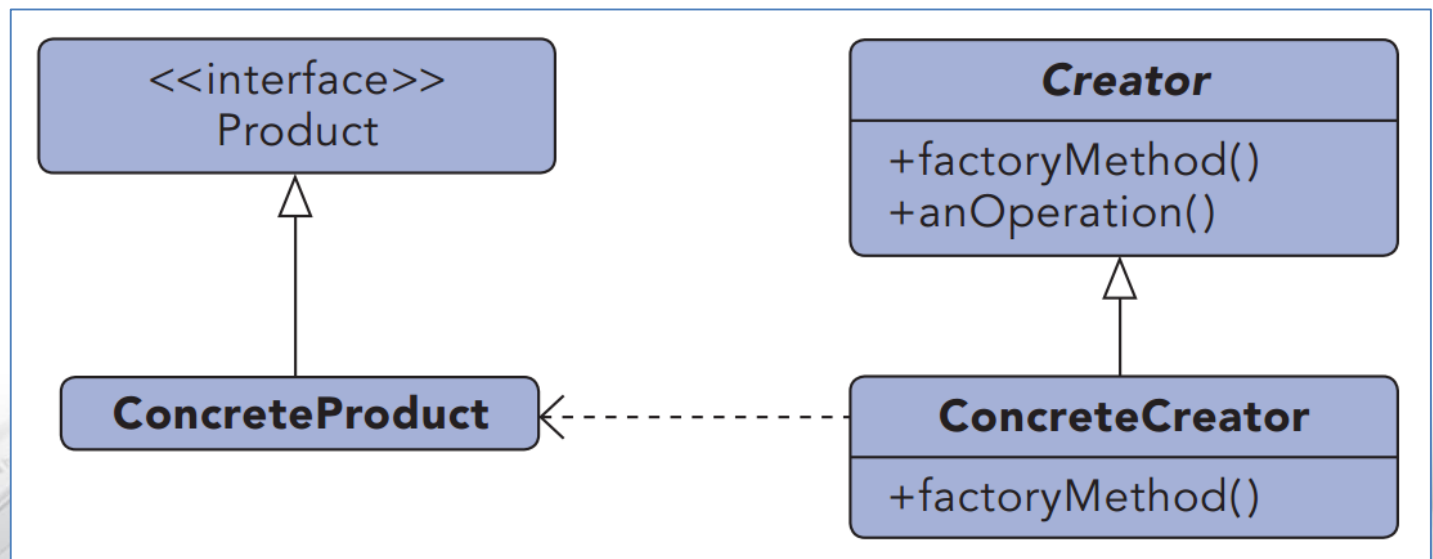 <<interface>>
Product
Creator
+factoryMethod()
+anOperation()
ConcreteProduct
ConcreteCreator
+factoryMethod()